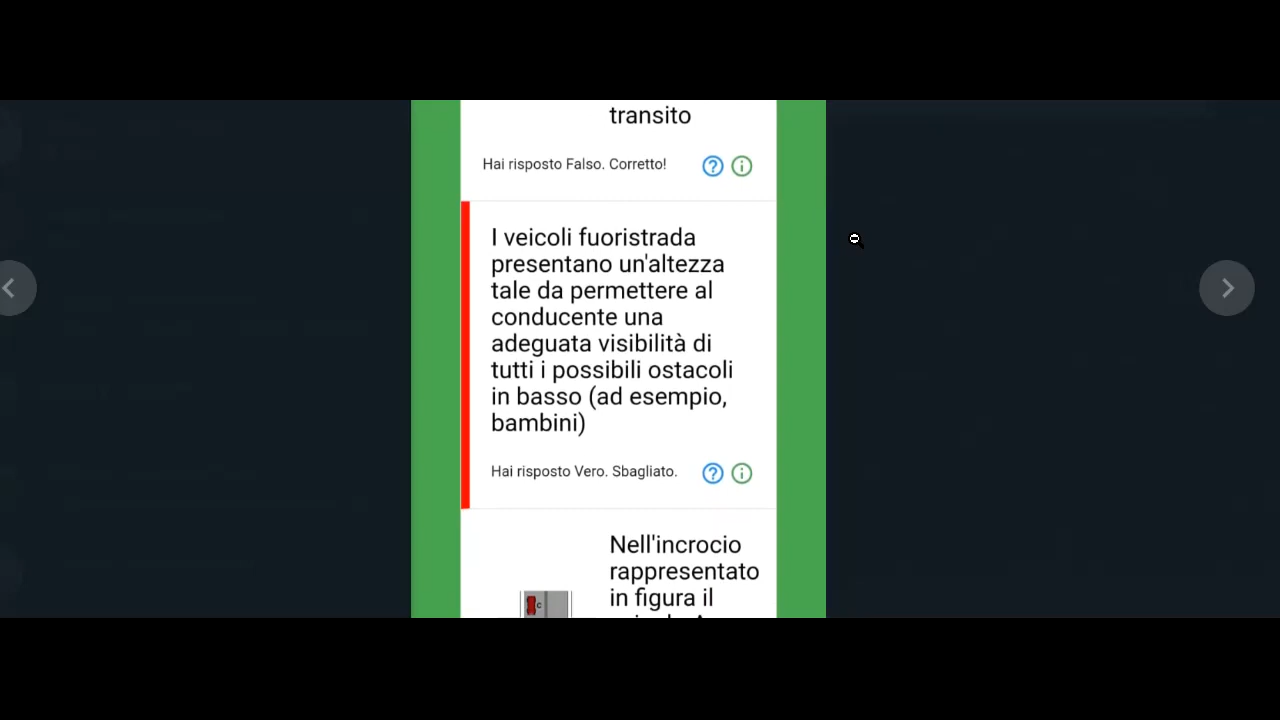 transito
Hai risposto Falso. Corretto!
I veicoli fuoristrada
presentano un'altezza
tale da permettere al
conducente una
adeguata visibilità di
tutti i possibili ostacoli
in basso (ad esempio,
bambini)
Hai risposto Vero. Sbagliato.
Nell'incrocio
rappresentato
in figura il
C